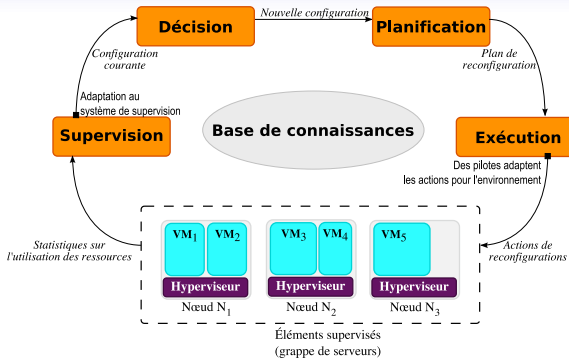 Décision
Nouvelle configuration
Planification
Configuration
courante
Plan de
reconfiguration
Adaptation au
système de supervision
Supervision
Base de connaissances
Exécution
Des pilotes adaptent
les actions pour l'environnement
Statistiques sur
l'utilisation des ressources
VM1 VM2
Hyperviseur
Nœud N1
VM3 VM4
Hyperviseur
Nœud N2
VM5
Hyperviseur
Nœud N3
Actions de
reconfigurations
Éléments supervisés
(grappe de serveurs)